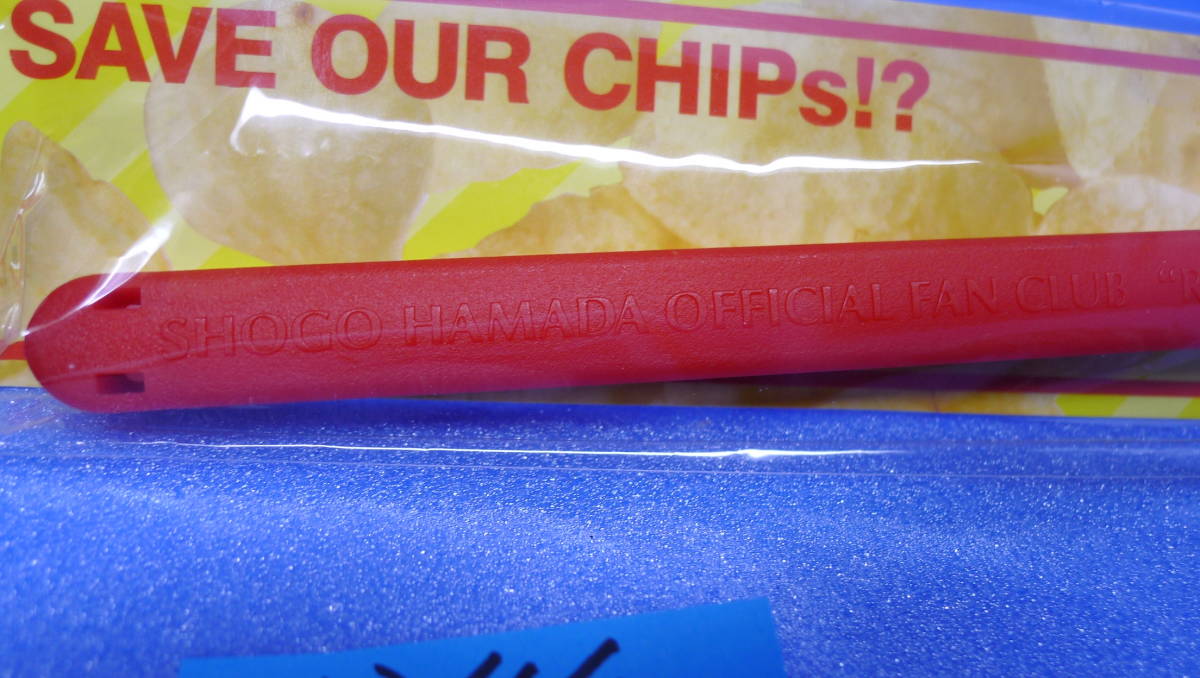 SAVE OUR CHIPs!?
SHOGO HAMADA OFFICIAL FAN CLUB